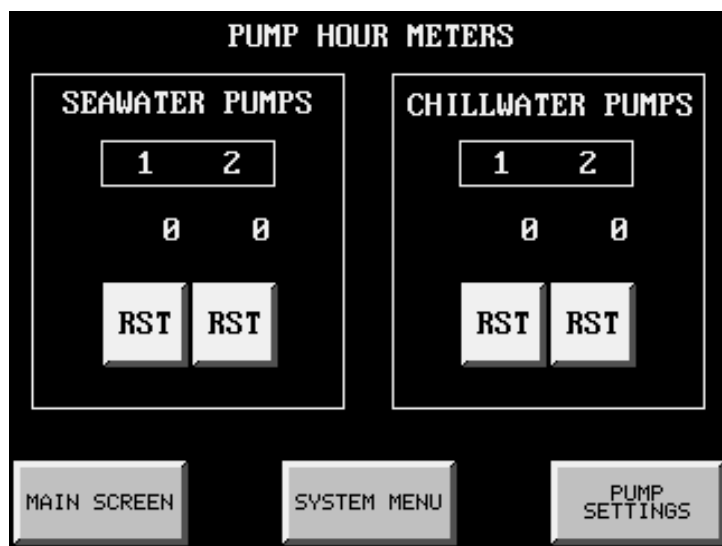 PUMP HOUR METERS
SEAWATER PUMPS
1 2
0 0
RST RST
CHILLWATER PUMPS
1 2
0 0
RST RST
MAIN SCREEN
SYSTEM MENU
PUMP
SETTINGS